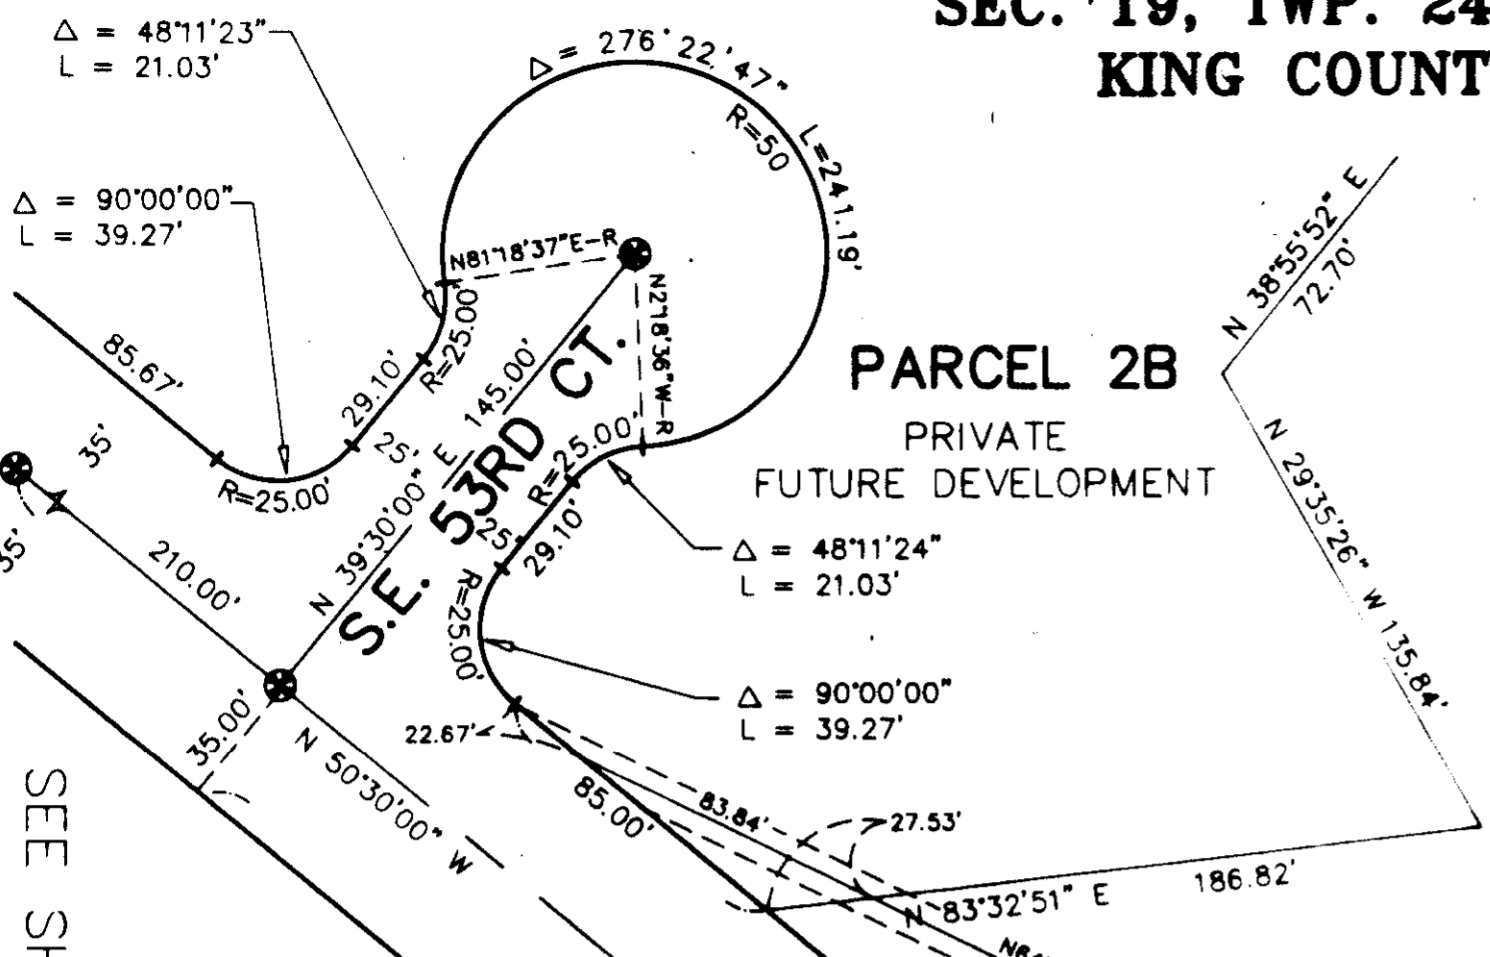 SEC. 19, TWP. 24
KING COUNT
Δ = 48°11'23"
L = 21.03'
Δ = 276°22'47"
R=50
L=241.19'
Δ = 90°00'00"
L = 39.27'
N81°18'37"E-R
N2°18'36"W-R
N 38°55'52" E
72.70'
85.67'
29.10'
R=25.00'
145.00'
S.E. 53RD CT.
N 39°30'00" E
PARCEL 2B
PRIVATE
FUTURE DEVELOPMENT
35'
35'
25'
25'
R=25.00'
R=25.00'
29.10'
N 29°35'26" W 135.84'
Δ = 48°11'24"
L = 21.03'
210.00'
R=25.00'
Δ = 90°00'00"
L = 39.27'
35.00'
N 50°30'00" W
22.67'
85.00'
83.84'
27.53'
N 83°32'51" E
186.82'
SEE SH